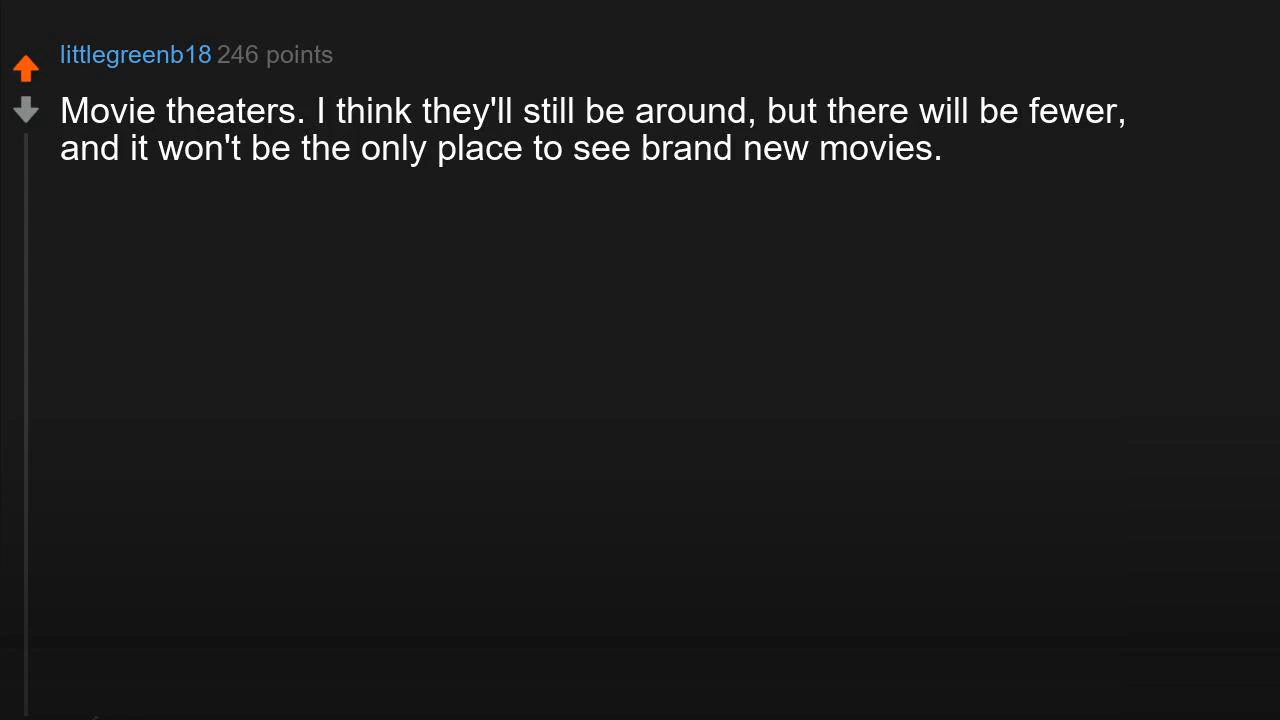 littlegreenb18 246 points
Movie theaters. I think they'll still be around, but there will be fewer,
and it won't be the only place to see brand new movies.